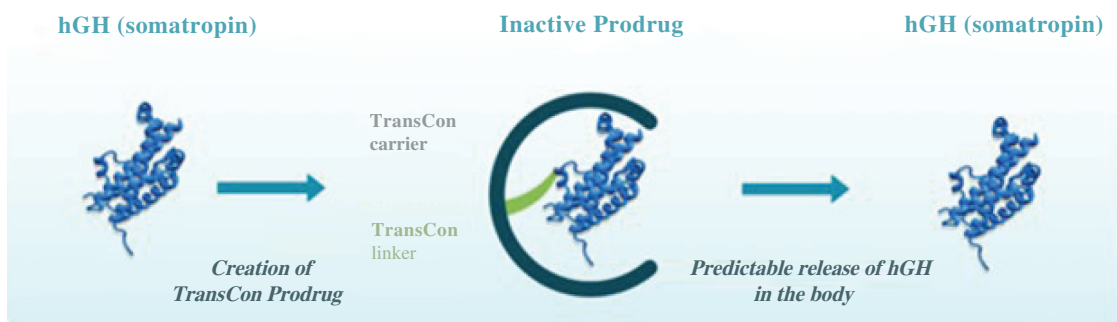 hGH (somatropin)
Inactive Prodrug
hGH (somatropin)
TransCon
carrier
TransCon
linker
Creation of
TransCon Prodrug
Predictable release of hGH
in the body